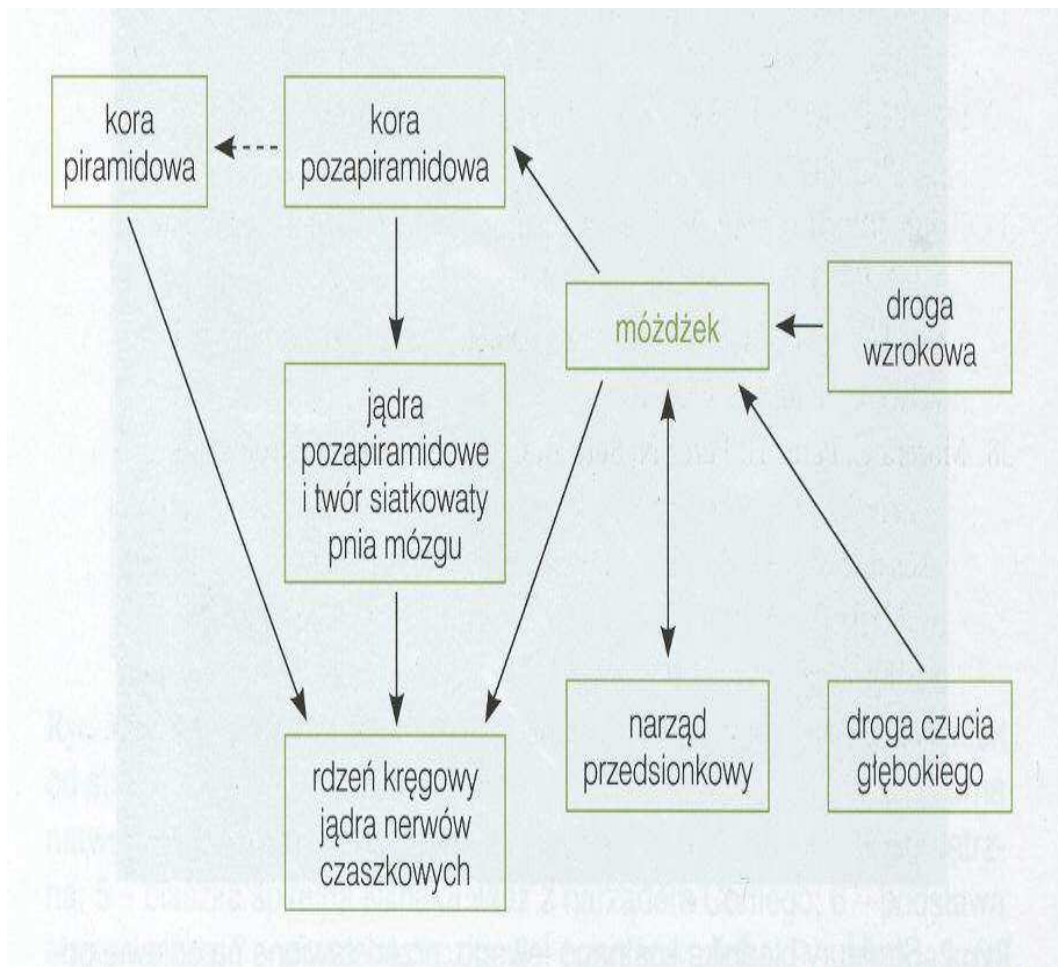 kora
piramidowa
kora
pozapiramidowa
móżdżek
droga
wzrokowa
jądra
pozapiramidowe
i twór siatkowaty
pnia mózgu
rdzeń kręgowy
jądra nerwów
czaszkowych
narząd
przedsionkowy
droga czucia
głębokiego